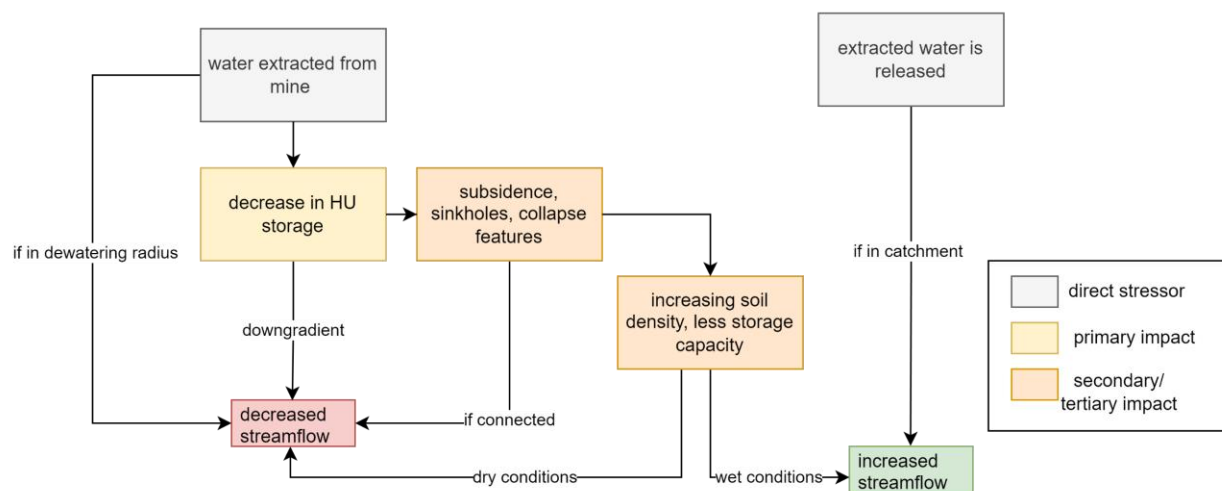 water extracted from
mine
extracted water is
released
decrease in HU
storage
subsidence,
sinkholes, collapse
features
if in dewatering radius
if in catchment
increasing soil
density, less storage
capacity
direct stressor
downgradient
primary impact
secondary/
tertiary impact
decreased
streamflow
if connected
dry conditions
wet conditions
increased
streamflow